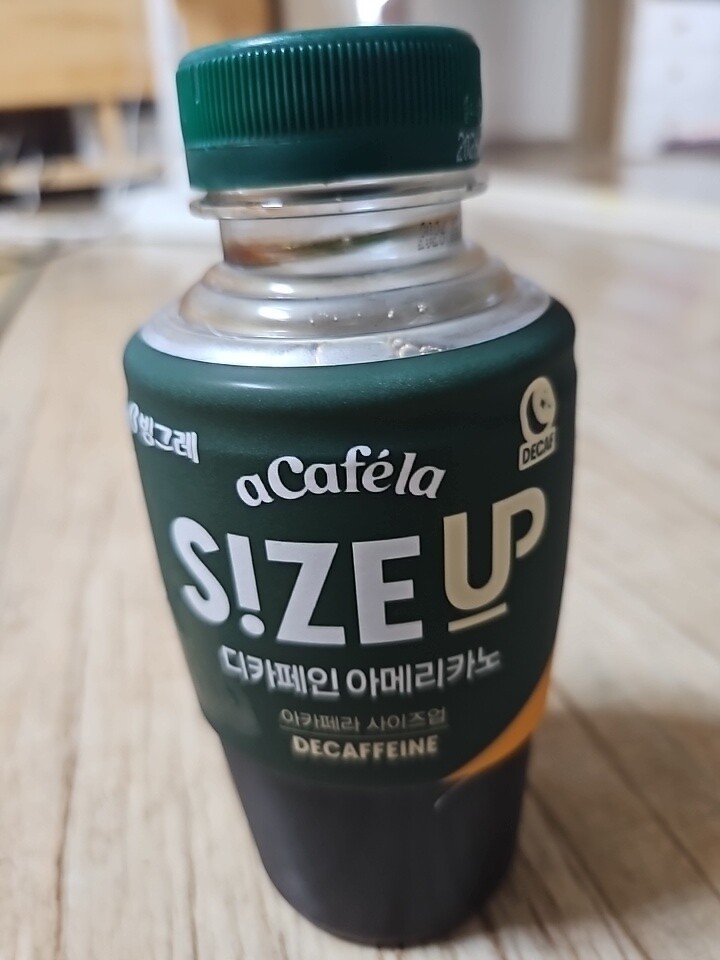 빙그레
DECAF
aCaféla
SiZE UP
디카페인 아메리카노
아카페라 사이즈업
DECAFFEINE